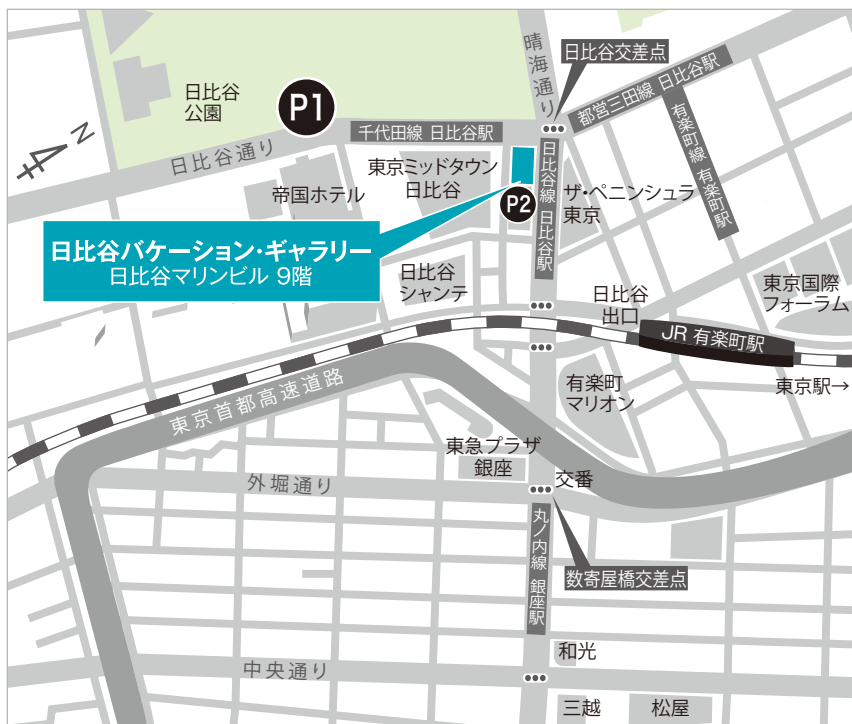 晴海通り
日比谷交差点
都営三田線 日比谷駅
日比谷
公園
P1
千代田線 日比谷駅
有楽町線 有楽町駅
N
日比谷通り
帝国ホテル
東京ミッドタウン
日比谷
P2
日比谷線 日比谷駅
ザ・ペニンシュラ
東京
日比谷バケーション・ギャラリー
日比谷マリンビル 9階
日比谷
シャンテ
日比谷
出口
東京国際
フォーラム
JR 有楽町駅
東京駅→
有楽町
マリオン
東京首都高速道路
東急プラザ
銀座
外堀通り
交番
丸ノ内線 銀座駅
数寄屋橋交差点
中央通り
和光
三越
松屋